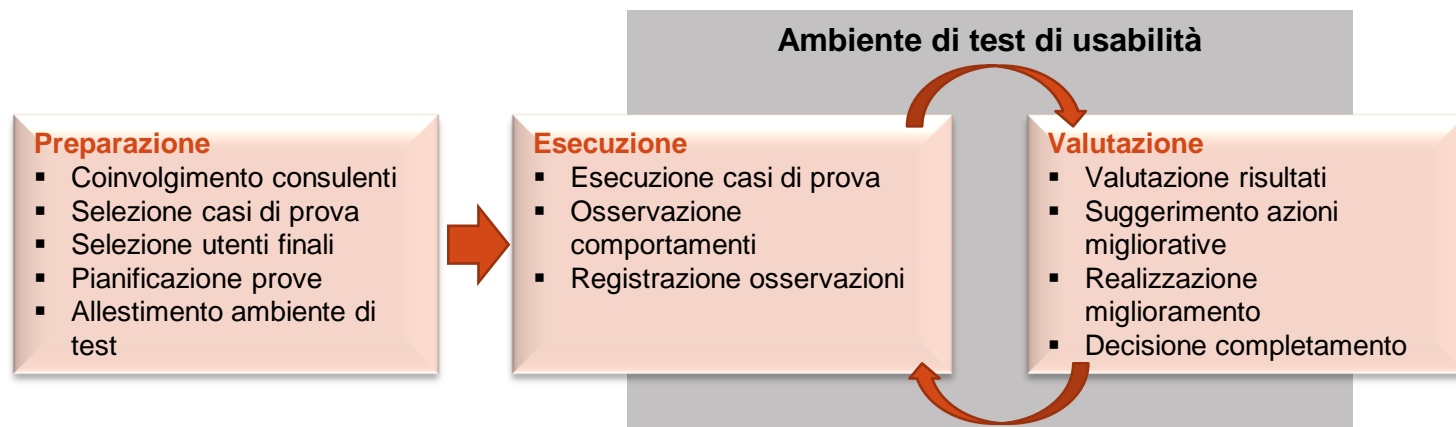 Ambiente di test di usabilità
Preparazione
▪ Coinvolgimento consulenti
▪ Selezione casi di prova
▪ Selezione utenti finali
▪ Pianificazione prove
▪ Allestimento ambiente di
test
Esecuzione
▪ Esecuzione casi di prova
▪ Osservazione
comportamenti
▪ Registrazione osservazioni
Valutazione
▪ Valutazione risultati
▪ Suggerimento azioni
migliorative
▪ Realizzazione
miglioramento
▪ Decisione completamento